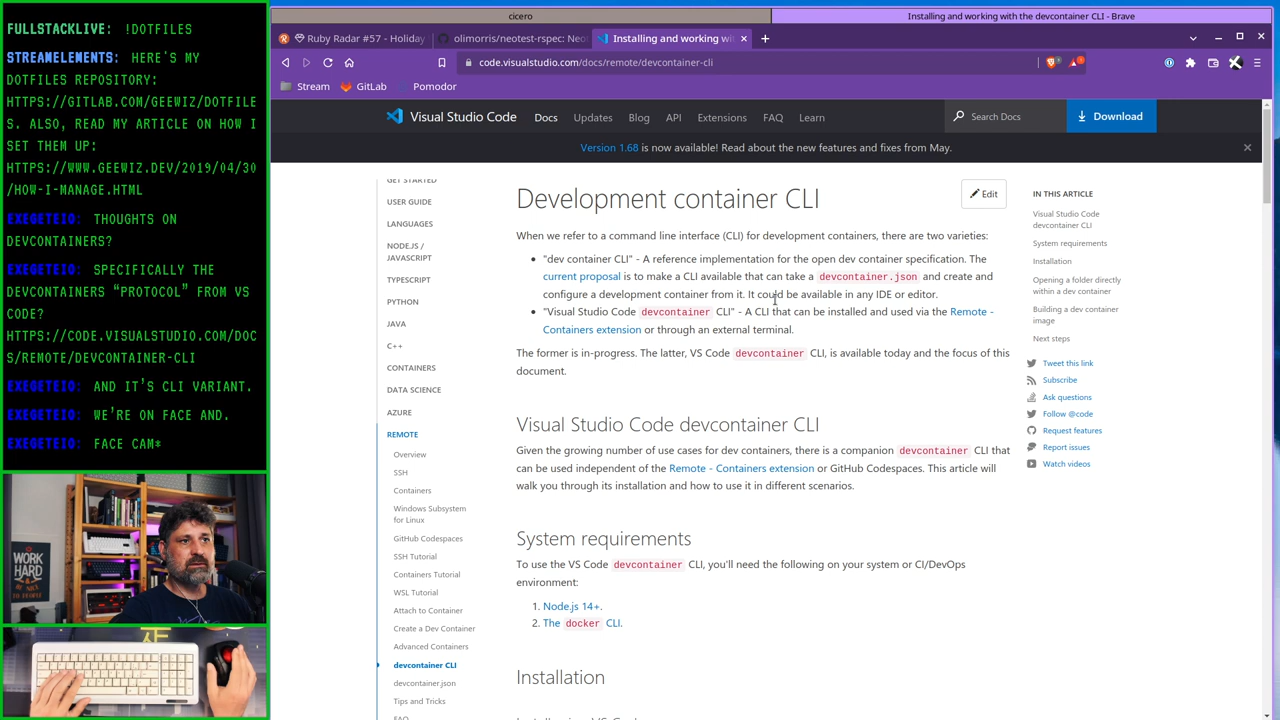 FULLSTACKLIVE: !DOTFILES
STREAMELEMENTS: HERE'S MY
DOTFILES REPOSITORY:
HTTPS://GITLAB.COM/GEEWIZ/DOTFILE
S. ALSO, READ MY ARTICLE ON HOW I
SET THEM UP:
HTTPS://WWW.GEEWIZ.DEV/2019/04/30
/HOW-I-MANAGE.HTML
EXEGETEIO: THOUGHTS ON
DEVCONTAINERS?
EXEGETEIO: SPECIFICALLY THE
DEVCONTAINERS “PROTOCOL” FROM VS
CODE?
HTTPS://CODE.VISUALSTUDIO.COM/DOC
S/REMOTE/DEVCONTAINER-CLI
EXEGETEIO: AND IT'S CLI VARIANT.
EXEGETEIO: WE'RE ON FACE AND.
EXEGETEIO: FACE CAM*
WORK
HARD
cicero
Installing and working with the devcontainer CLI - Brave
Ruby Radar #57 - Holiday
olimorris/neotest-rspec: Neo
Installing and working wi
code.visualstudio.com/docs/remote/devcontainer-cli
Stream
GitLab
Pomodor
Visual Studio Code
Docs
Updates
Blog
API
Extensions
FAQ
Learn
Search Docs
Download
Version 1.68 is now available! Read about the new features and fixes from May.
GET STARTED
USER GUIDE
LANGUAGES
NODE.JS /
JAVASCRIPT
TYPESCRIPT
PYTHON
JAVA
C++
CONTAINERS
DATA SCIENCE
AZURE
REMOTE
Overview
SSH
Containers
Windows Subsystem
for Linux
GitHub Codespaces
SSH Tutorial
Containers Tutorial
WSL Tutorial
Attach to Container
Create a Dev Container
Advanced Containers
devcontainer CLI
devcontainer.json
Tips and Tricks
FAQ
Development container CLI
Edit
When we refer to a command line interface (CLI) for development containers, there are two varieties:
"dev container CLI" - A reference implementation for the open dev container specification. The
current proposal is to make a CLI available that can take a devcontainer.json and create and
configure a development container from it. It could be available in any IDE or editor.
"Visual Studio Code devcontainer CLI" - A CLI that can be installed and used via the Remote -
Containers extension or through an external terminal.
The former is in-progress. The latter, VS Code devcontainer CLI, is available today and the focus of this
document.
Visual Studio Code devcontainer CLI
Given the growing number of use cases for dev containers, there is a companion devcontainer CLI that
can be used independent of the Remote - Containers extension or GitHub Codespaces. This article will
walk you through its installation and how to use it in different scenarios.
System requirements
To use the VS Code devcontainer CLI, you'll need the following on your system or CI/DevOps
environment:
1. Node.js 14+.
2. The docker CLI.
Installation
IN THIS ARTICLE
Visual Studio Code
devcontainer CLI
System requirements
Installation
Opening a folder directly
within a dev container
Building a dev container
image
Next steps
Tweet this link
Subscribe
Ask questions
Follow @code
Request features
Report issues
Watch videos